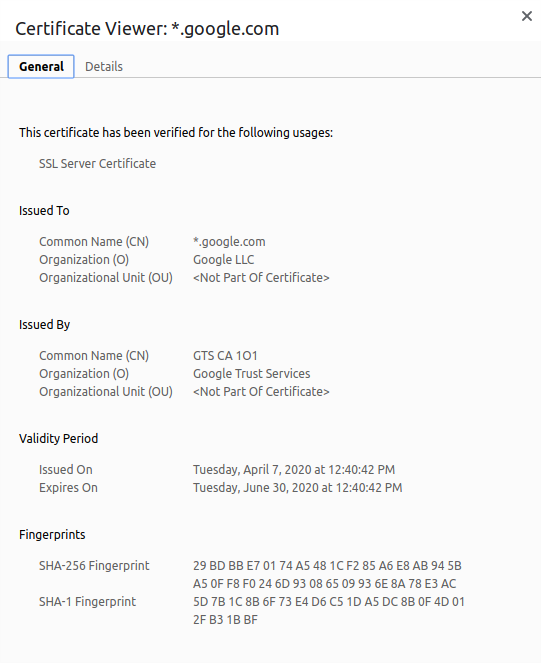 Certificate Viewer: *.google.com
General Details
This certificate has been verified for the following usages:
SSL Server Certificate
Issued To
Common Name (CN) *.google.com
Organization (O) Google LLC
Organizational Unit (OU) <Not Part Of Certificate>
Issued By
Common Name (CN) GTS CA 1O1
Organization (O) Google Trust Services
Organizational Unit (OU) <Not Part Of Certificate>
Validity Period
Issued On Tuesday, April 7, 2020 at 12:40:42 PM
Expires On Tuesday, June 30, 2020 at 12:40:42 PM
Fingerprints
SHA-256 Fingerprint 29 BD BB E7 01 74 A5 48 1C F2 85 A6 E8 AB 94 5B
A5 0F F8 F0 24 6D 93 08 65 09 93 6E 8A 78 E3 AC
SHA-1 Fingerprint 5D 7B 1C 8B 6F 73 E4 D6 C5 1D A5 DC 8B 0F 4D 01
2F B3 1B BF